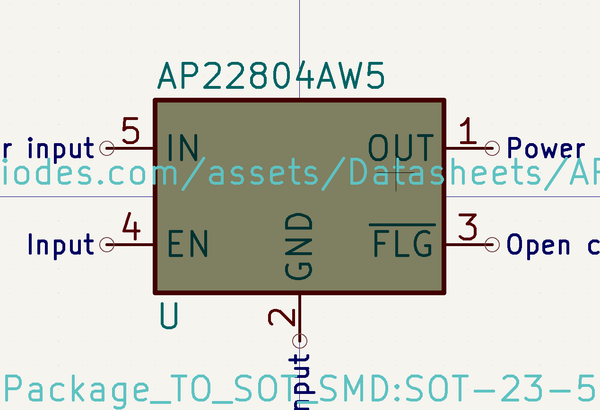 AP22804AW5
r input 5 IN OUT 1 Power
iodes.com/assets/Datasheets/AP
Input 4 EN GND FLG 3 Open c
U 2
nput
Package_TO_SOT_SMD:SOT-23-5